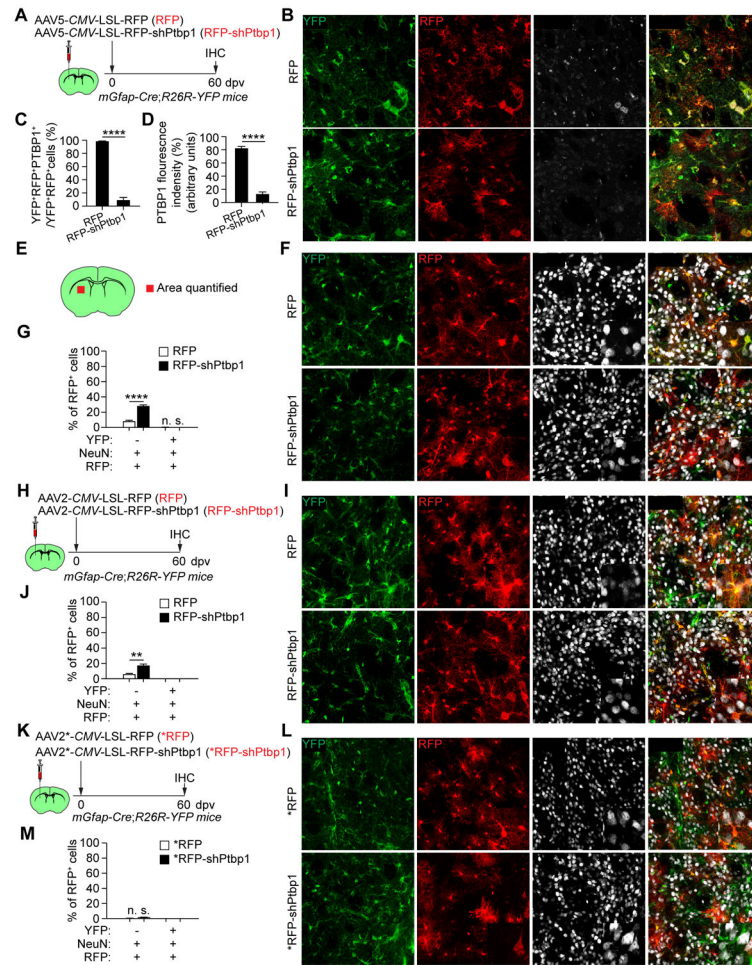 A
AAV5-CMV-LSL-RFP (RFP)
AAV5-CMV-LSL-RFP-shPtbp1 (RFP-shPtbp1)
IHC
0
60 dpv
mGfap-Cre;R26R-YFP mice
B
YFP
RFP
RFP
RFP-shPtbp1
C
YFP+RFP+PTBP1+
/YFP+RFP+cells (%)
100
80
60
40
20
0
****
RFP
RFP-shPtbp1
D
PTBP1 flourescnce
indensity (%)
(arbitrary units)
100
80
60
40
20
0
****
RFP
RFP-shPtbp1
E
Area quantified
F
YFP
RFP
RFP
RFP-shPtbp1
G
% of RFP+ cells
100
80
60
40
20
0
RFP
RFP-shPtbp1
****
n. s.
YFP: - +
NeuN: + +
RFP: + +
H
AAV2-CMV-LSL-RFP (RFP)
AAV2-CMV-LSL-RFP-shPtbp1 (RFP-shPtbp1)
IHC
0
60 dpv
mGfap-Cre;R26R-YFP mice
I
YFP
RFP
RFP
RFP-shPtbp1
J
% of RFP+ cells
100
80
60
40
20
0
RFP
RFP-shPtbp1
**
YFP: - +
NeuN: + +
RFP: + +
K
AAV2*-CMV-LSL-RFP (*RFP)
AAV2*-CMV-LSL-RFP-shPtbp1 (*RFP-shPtbp1)
IHC
0
60 dpv
mGfap-Cre;R26R-YFP mice
L
YFP
RFP
*RFP
*RFP-shPtbp1
M
% of RFP+ cells
100
80
60
40
20
0
*RFP
*RFP-shPtbp1
n. s.
YFP: - +
NeuN: + +
RFP: + +